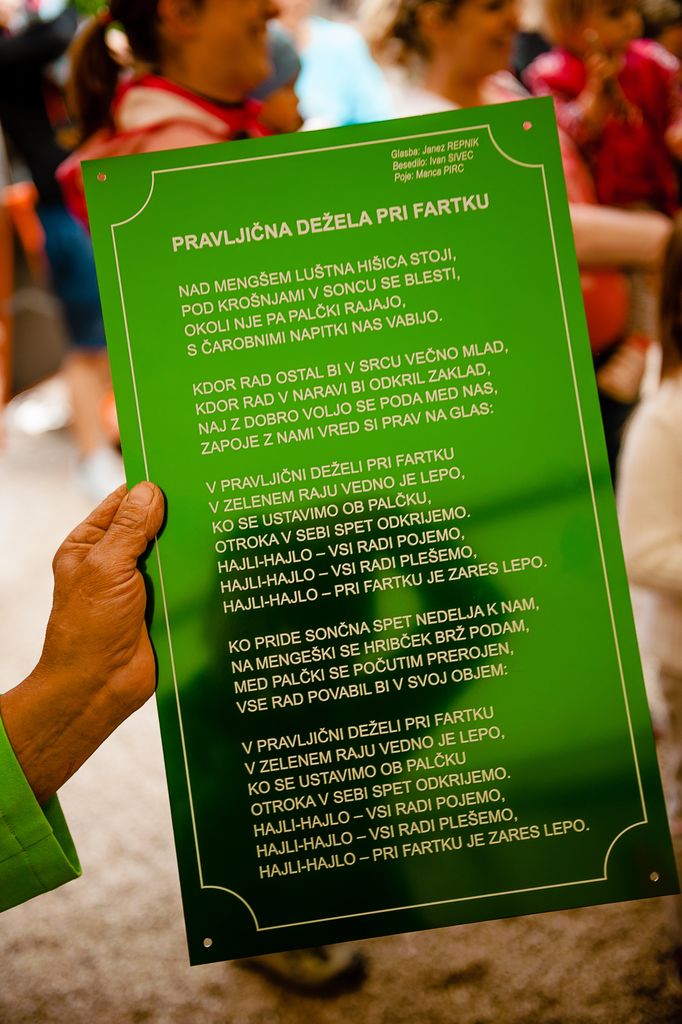 Glasba: Janez REPNIK
Besedilo: Ivan SIVEC
Poje: Manca PIRC
PRAVLJIČNA DEŽELA PRI FARTKU
NAD MENGŠEM LUŠTNA HIŠICA STOJI,
POD KROŠNJAMI V SONCU SE BLESTI,
OKOLI NJE PA PALČKI RAJAJO,
S ČAROBNIMI NAPITKI NAS VABIJO.
KDOR RAD OSTAL BI V SRCU VEČNO MLAD,
KDOR RAD V NARAVI BI ODKRIL ZAKLAD,
NAJ Z DOBRO VOLJO SE PODA MED NAS,
ZAPOJE Z NAMI VRED SI PRAV NA GLAS:
V PRAVLJIČNI DEŽELI PRI FARTKU
V ZELENEM RAJU VEDNO JE LEPO,
KO SE USTAVIMO OB PALČKU,
OTROKA V SEBI SPET ODKRIJEMO.
HAJLI-HAJLO – VSI RADI POJEMO,
HAJLI-HAJLO – VSI RADI PLEŠEMO,
HAJLI-HAJLO – PRI FARTKU JE ZARES LEPO.
KO PRIDE SONČNA SPET NEDELJA K NAM,
NA MENGEŠKI SE HRIBČEK BRŽ PODAM,
MED PALČKI SE POČUTIM PREROJEN,
VSE RAD POVABIL BI V SVOJ OBJEM:
V PRAVLJIČNI DEŽELI PRI FARTKU
V ZELENEM RAJU VEDNO JE LEPO,
KO SE USTAVIMO OB PALČKU
OTROKA V SEBI SPET ODKRIJEMO.
HAJLI-HAJLO – VSI RADI POJEMO,
HAJLI-HAJLO – VSI RADI PLEŠEMO,
HAJLI-HAJLO – PRI FARTKU JE ZARES LEPO.